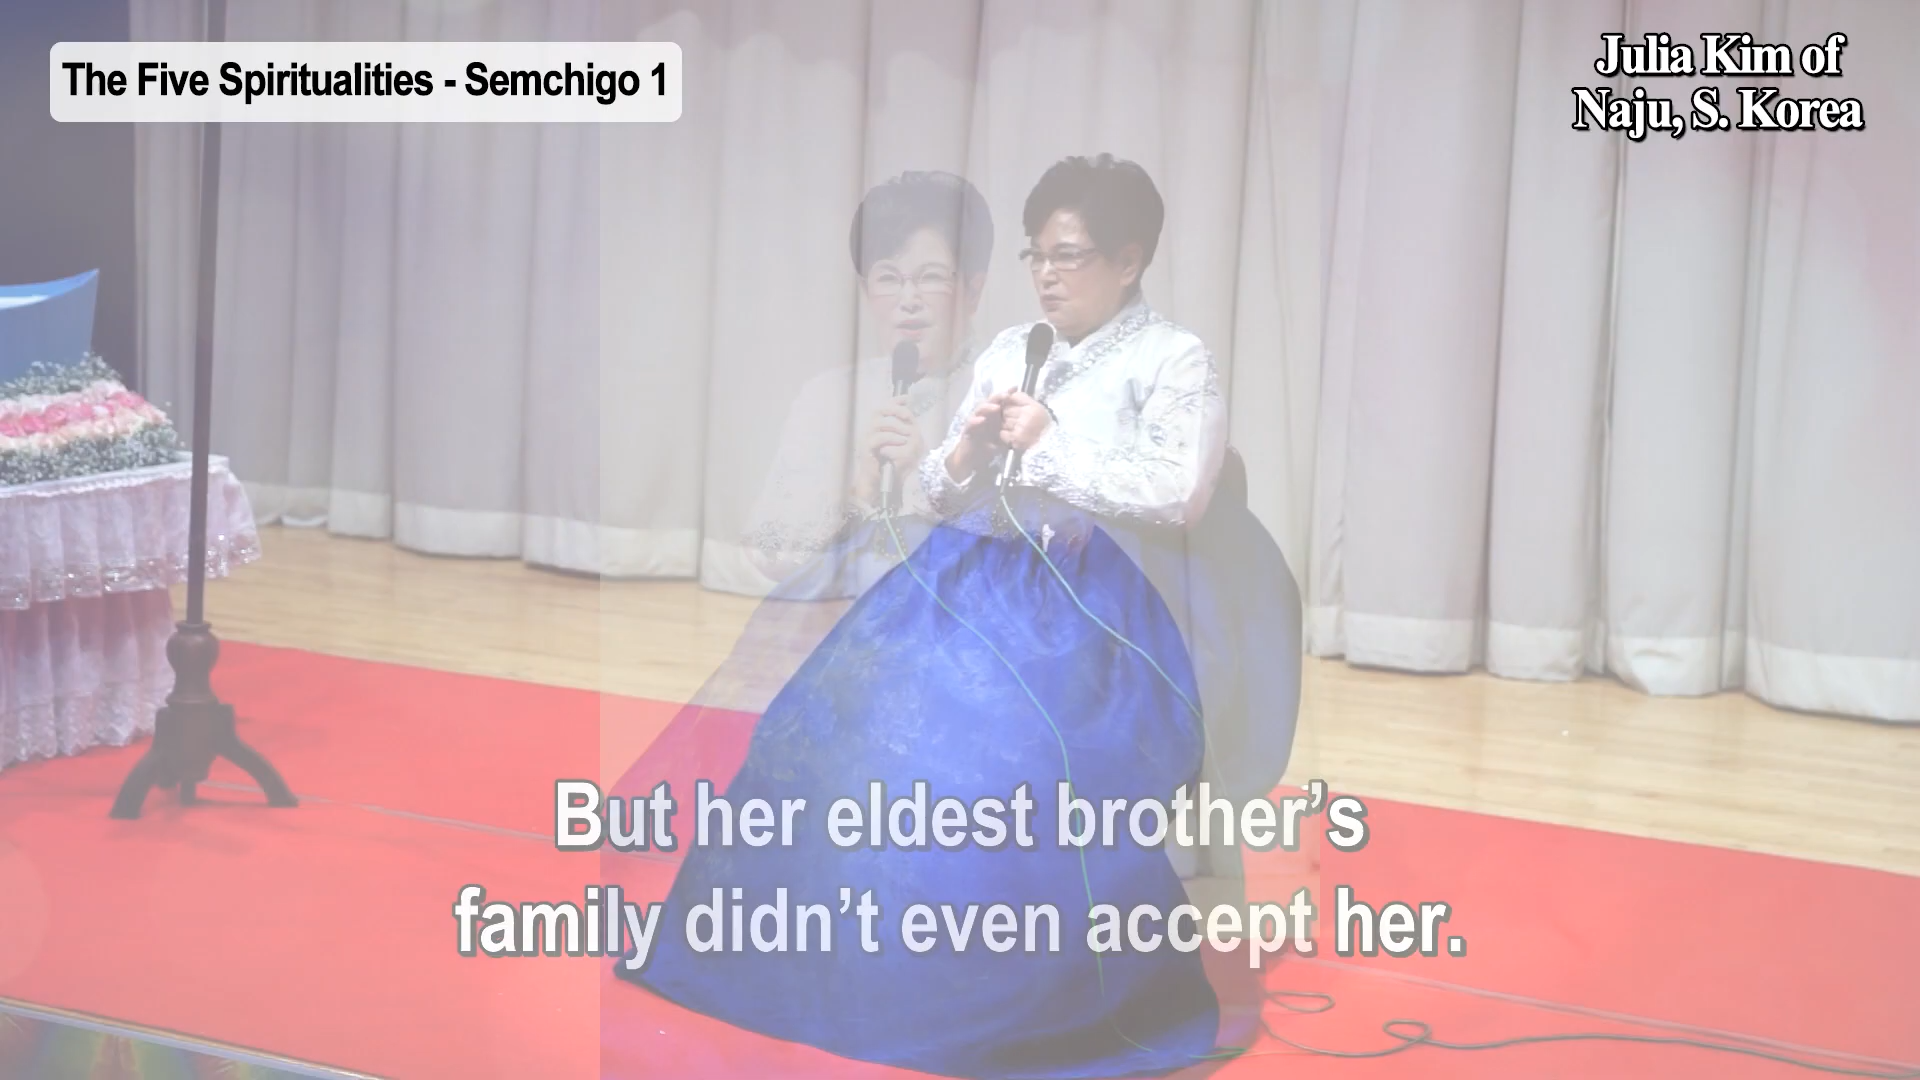 The Five Spiritualities - Semchigo 1
Julia Kim of
Naju, S. Korea
But her eldest brother’s
family didn’t even accept her.